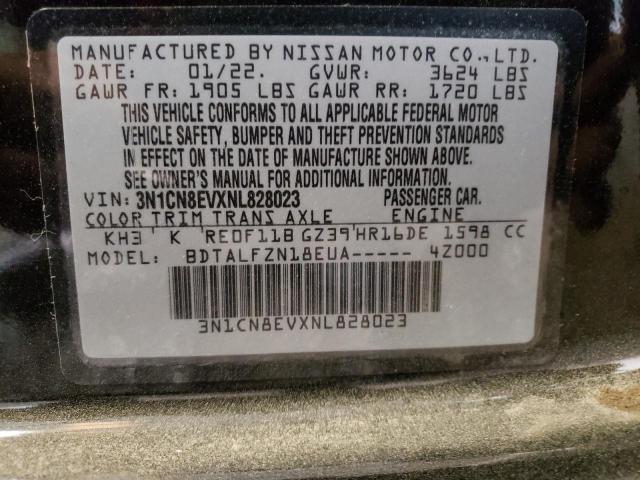 MANUFACTURED BY NISSAN MOTOR CO., LTD.
DATE: 01/22. GVWR: 3624 LBS
GAWR FR: 1905 LBS GAWR RR: 1720 LBS
THIS VEHICLE CONFORMS TO ALL APPLICABLE FEDERAL MOTOR
VEHICLE SAFETY, BUMPER AND THEFT PREVENTION STANDARDS
IN EFFECT ON THE DATE OF MANUFACTURE SHOWN ABOVE.
SEE OWNER'S MANUAL FOR ADDITIONAL INFORMATION.
VIN: 3N1CN8EVXNL828023 PASSENGER CAR.
COLOR TRIM TRANS AXLE ENGINE
KH3 K RE0F11B GZ39 HR16DE 1598 CC
MODEL: BDTALFZN18EUA----- 4Z000
3N1CN8EVXNL828023